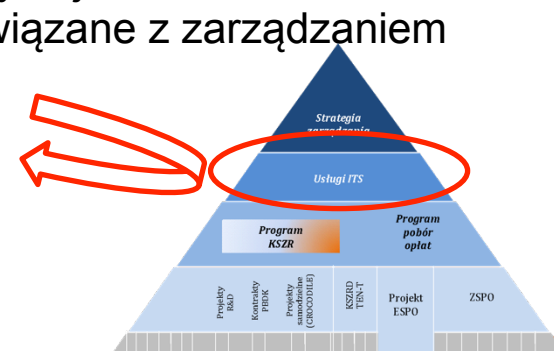 wiązane z zarządzaniem
Strategia
zarządzania
Usługi ITS
Program
KSZR
Program
pobór
opłat
Projekty
R&D
Kontrakty
PBDK
Projekty
samodzielne
(CROCODILE)
KSZRD
TEN-T
Projekt
ESPO
ZSPO